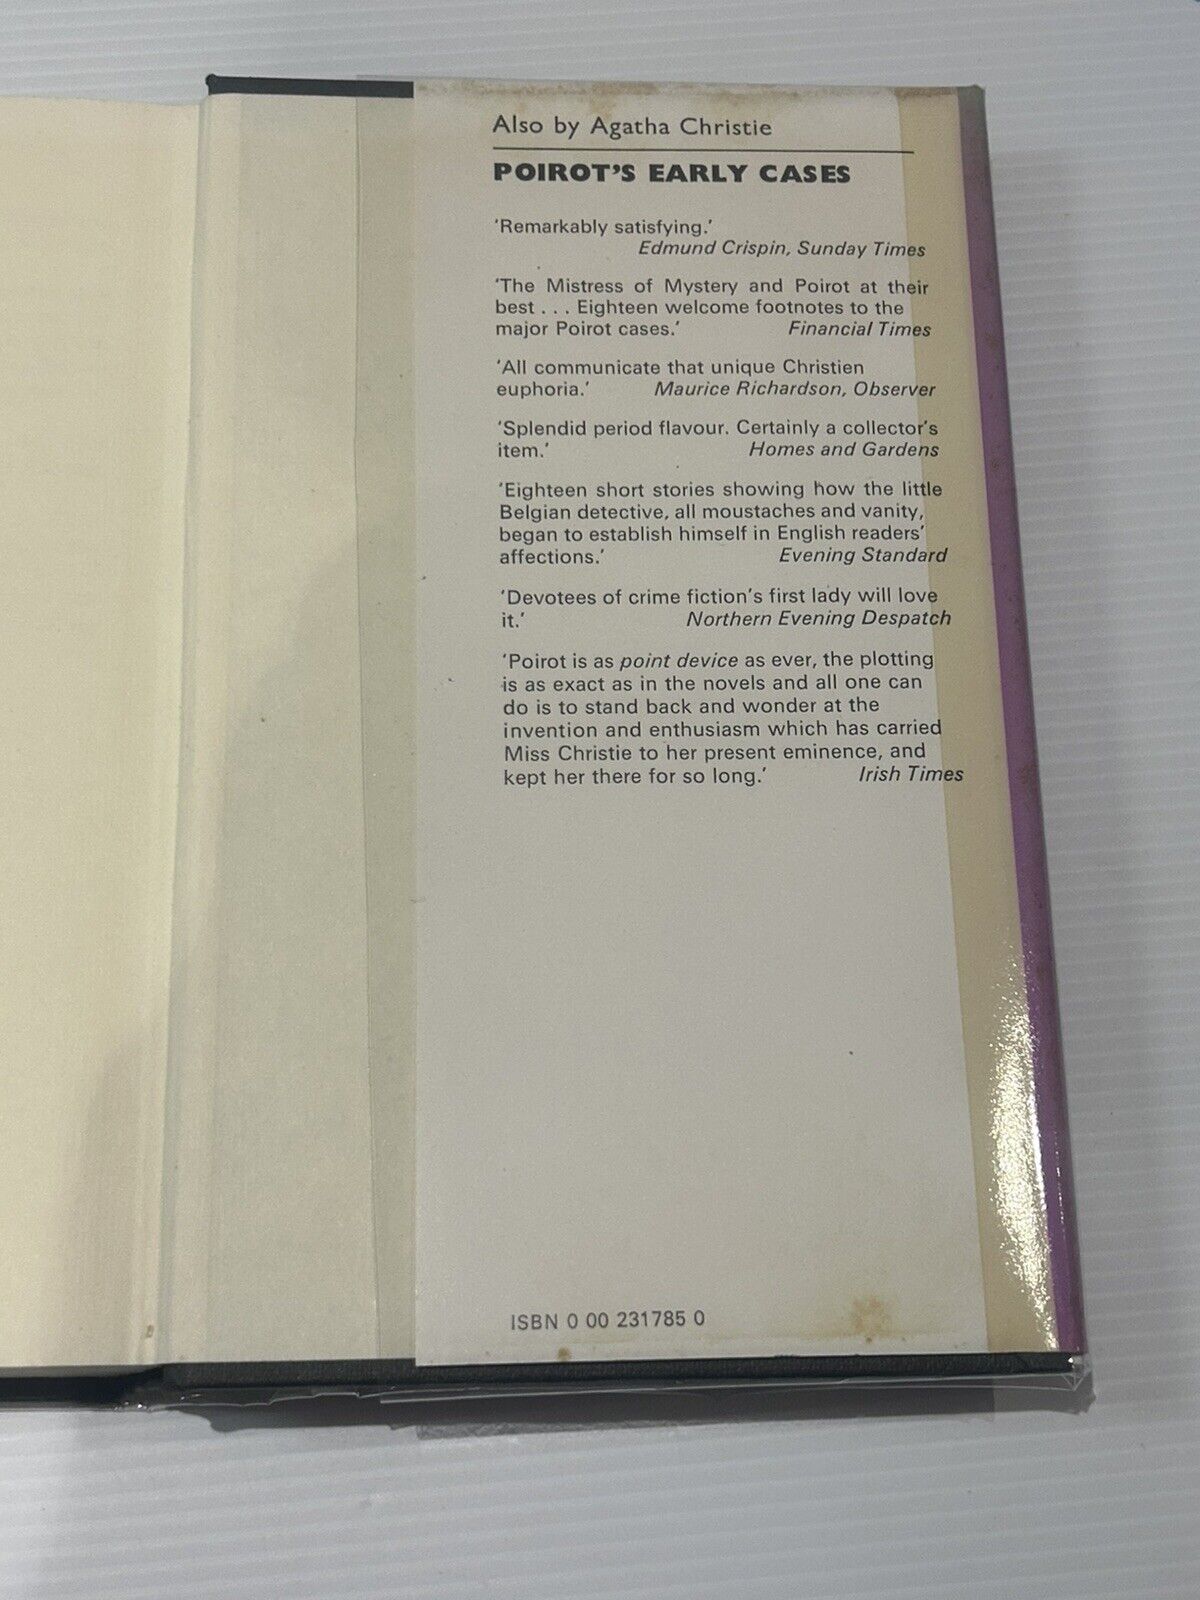 Also by Agatha Christie
POIROT'S EARLY CASES
'Remarkably satisfying.'
Edmund Crispin, Sunday Times
'The Mistress of Mystery and Poirot at their
best . . . Eighteen welcome footnotes to the
major Poirot cases.' Financial Times
'All communicate that unique Christien
euphoria.' Maurice Richardson, Observer
'Splendid period flavour. Certainly a collector's
item.' Homes and Gardens
'Eighteen short stories showing how the little
Belgian detective, all moustaches and vanity,
began to establish himself in English readers'
affections.' Evening Standard
'Devotees of crime fiction's first lady will love
it.' Northern Evening Despatch
'Poirot is as point device as ever, the plotting
is as exact as in the novels and all one can
do is to stand back and wonder at the
invention and enthusiasm which has carried
Miss Christie to her present eminence, and
kept her there for so long.' Irish Times
ISBN 0 00 231785 0